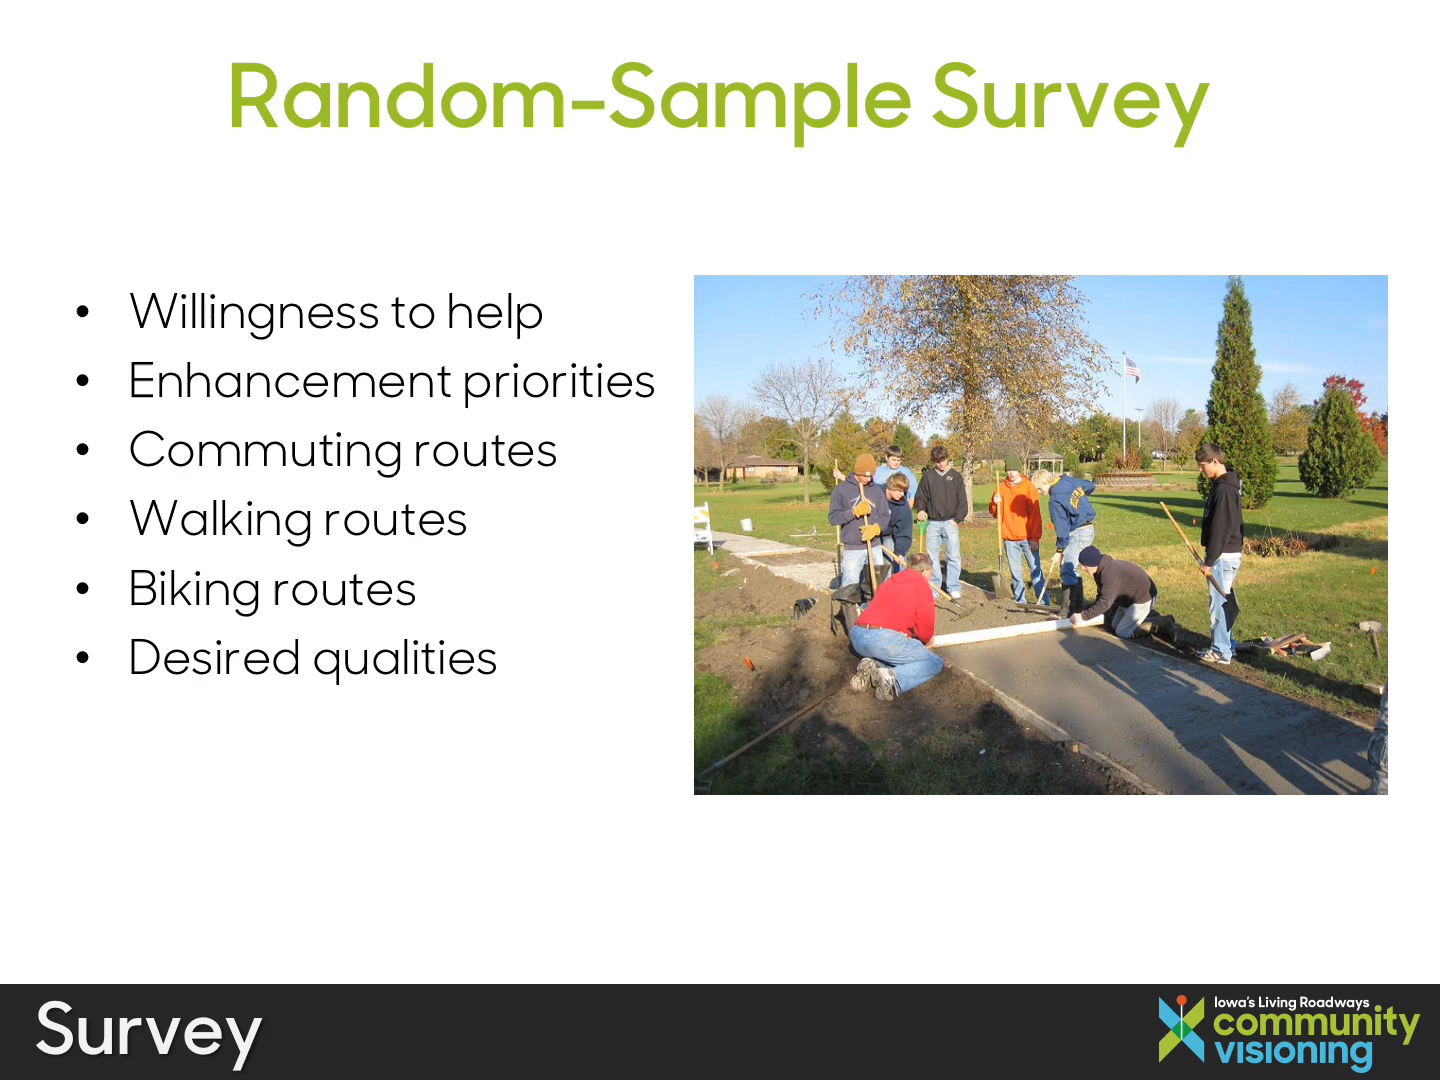 Random-Sample Survey
• Willingness to help
• Enhancement priorities
• Commuting routes
• Walking routes
• Biking routes
• Desired qualities
Survey
Iowa's Living Roadways
community
visioning